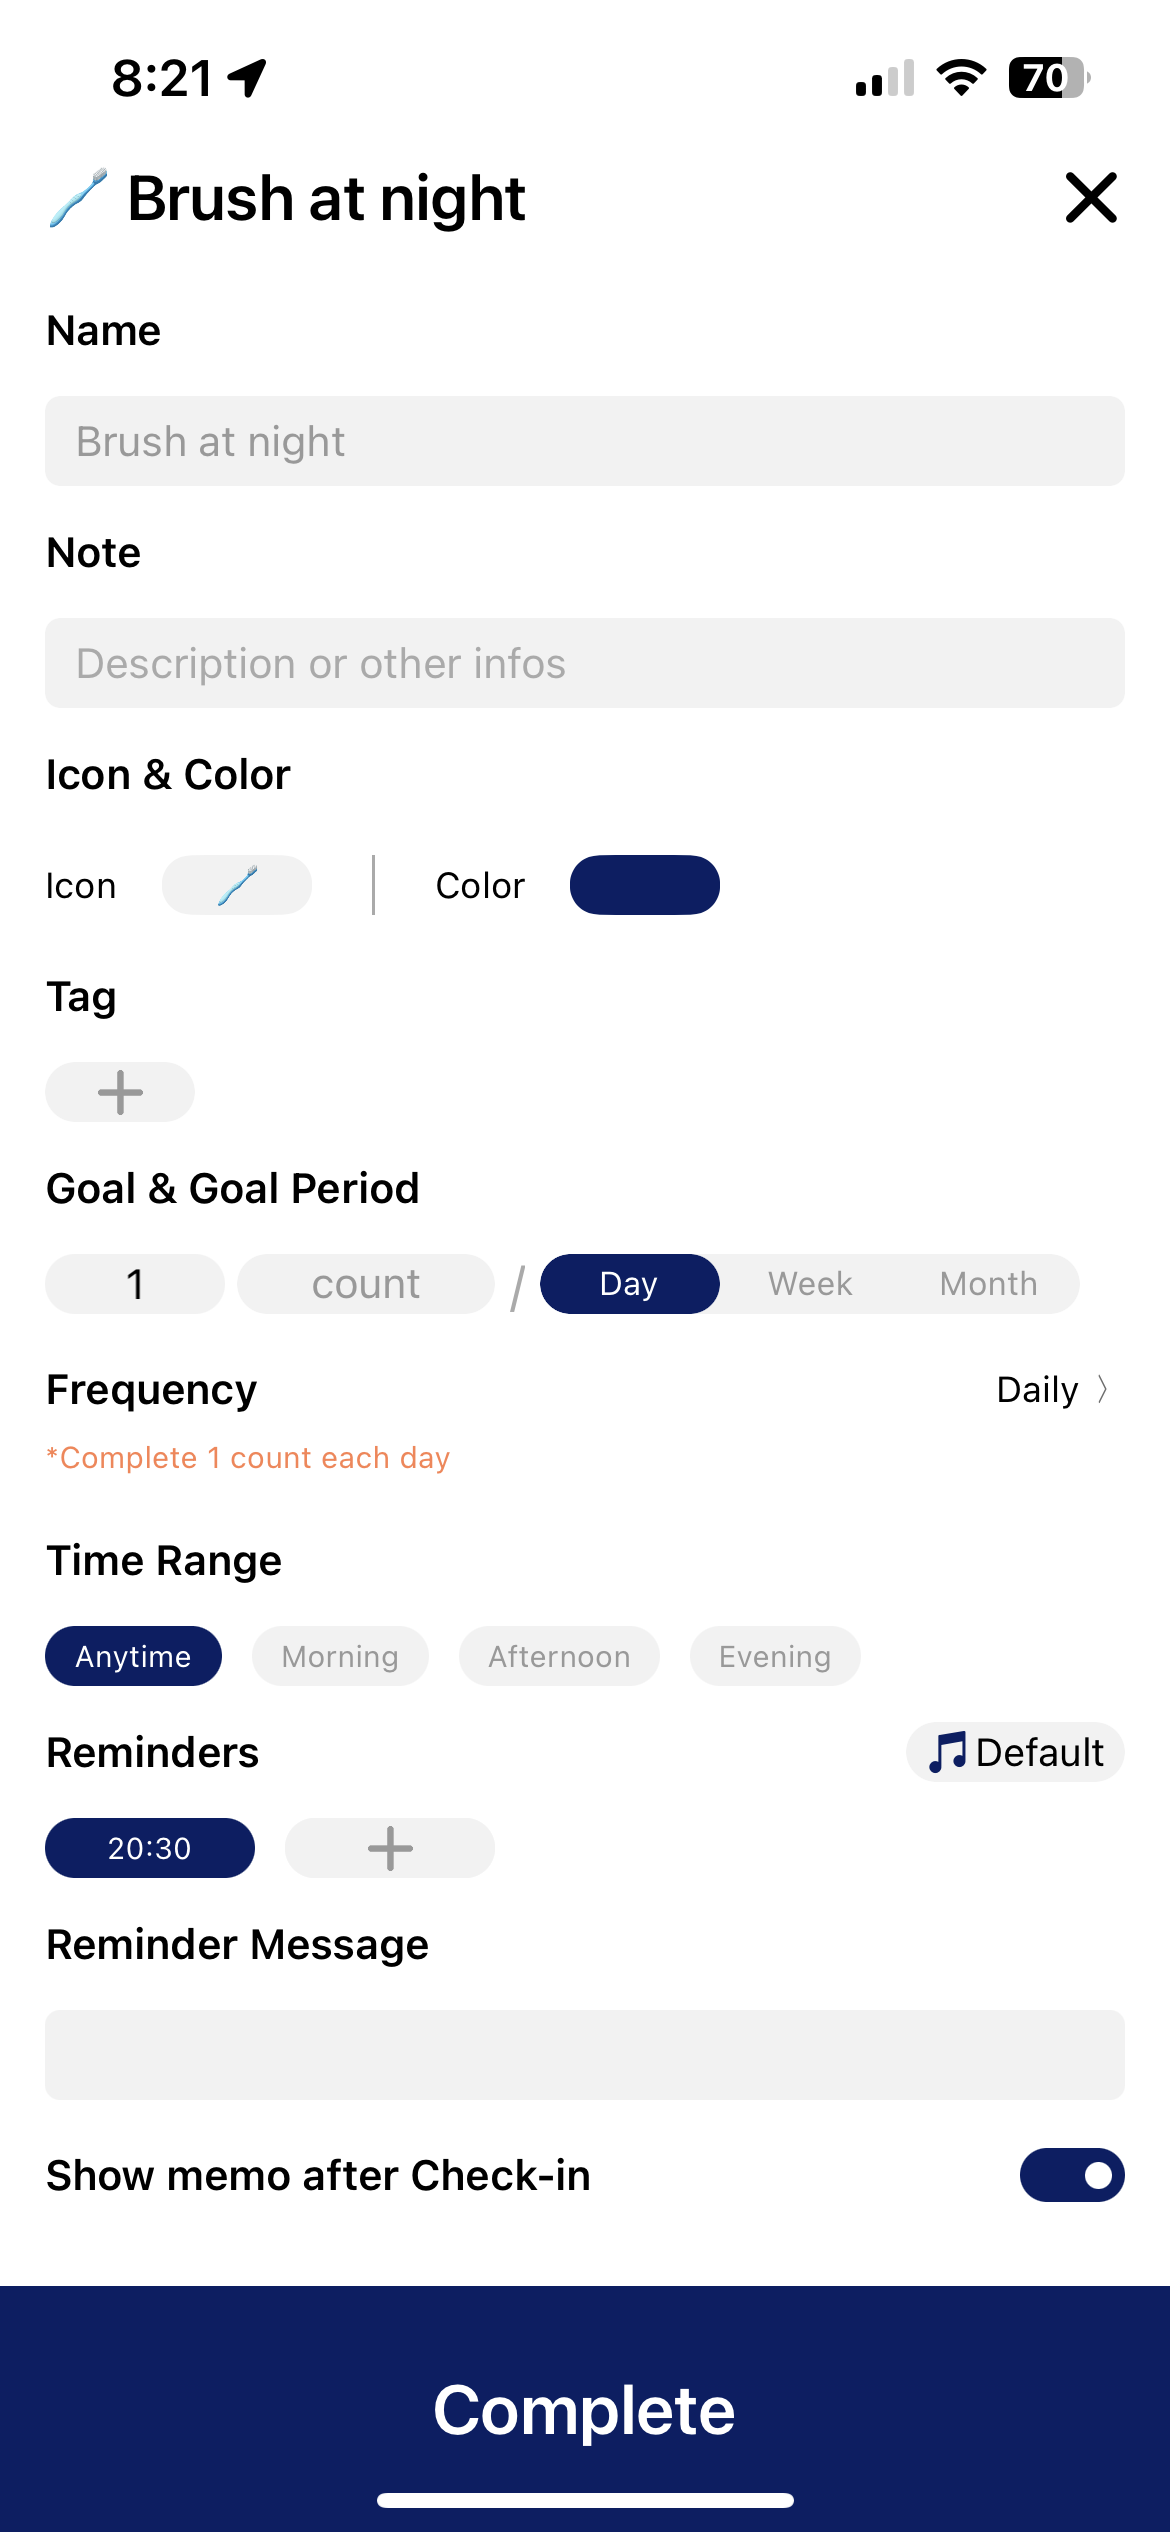 8:21
70
Brush at night
Name
Brush at night
Note
Description or other infos
Icon & Color
Icon
Color
Tag
Goal & Goal Period
1 count / Day Week Month
Frequency Daily
*Complete 1 count each day
Time Range
Anytime Morning Afternoon Evening
Reminders Default
20:30
Reminder Message
Show memo after Check-in
Complete